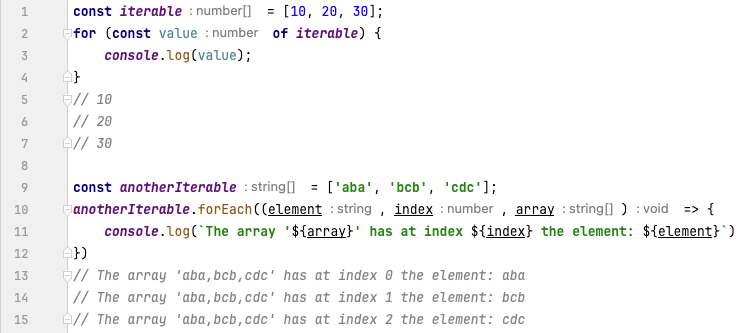 1 const iterable : number[] = [10, 20, 30];
2 for (const value : number of iterable) {
3 console.log(value);
4 }
5 // 10
6 // 20
7 // 30
8
9 const anotherIterable : string[] = ['aba', 'bcb', 'cdc'];
10 anotherIterable.forEach((element : string , index : number , array : string[] ) : void => {
11 console.log(`The array '${array}' has at index ${index} the element: ${element}`)
12 })
13 // The array 'aba,bcb,cdc' has at index 0 the element: aba
14 // The array 'aba,bcb,cdc' has at index 1 the element: bcb
15 // The array 'aba,bcb,cdc' has at index 2 the element: cdc